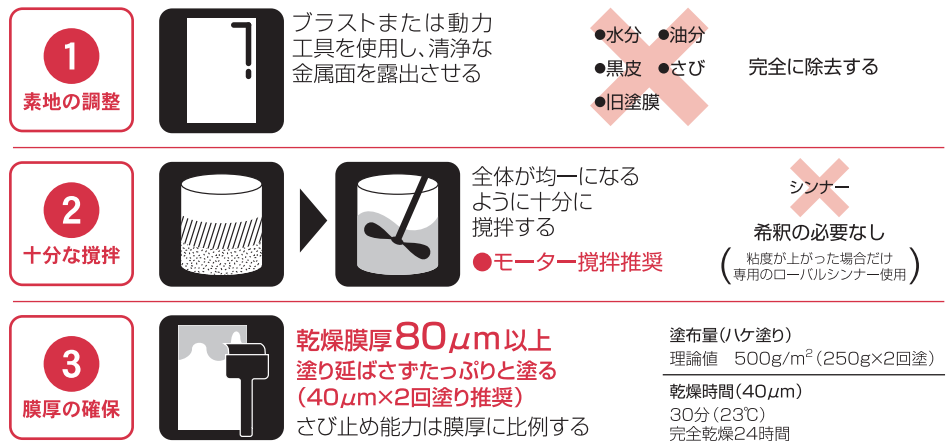 1
素地の調整
ブラストまたは動力
工具を使用し、清浄な
金属面を露出させる
●水分 ●油分
●黒皮 ●さび
●旧塗膜
完全に除去する
2
十分な撹拌
全体が均一になる
ように十分に
撹拌する
●モーター撹拌推奨
シンナー
希釈の必要なし
(粘度が上がった場合だけ
専用のローバルシンナー使用)
3
膜厚の確保
乾燥膜厚80μm以上
塗り延ばさずたっぷりと塗る
(40μm×2回塗り推奨)
さび止め能力は膜厚に比例する
塗布量(ハケ塗り)
理論値 500g/m²(250g×2回塗)
乾燥時間(40μm)
30分(23℃)
完全乾燥24時間